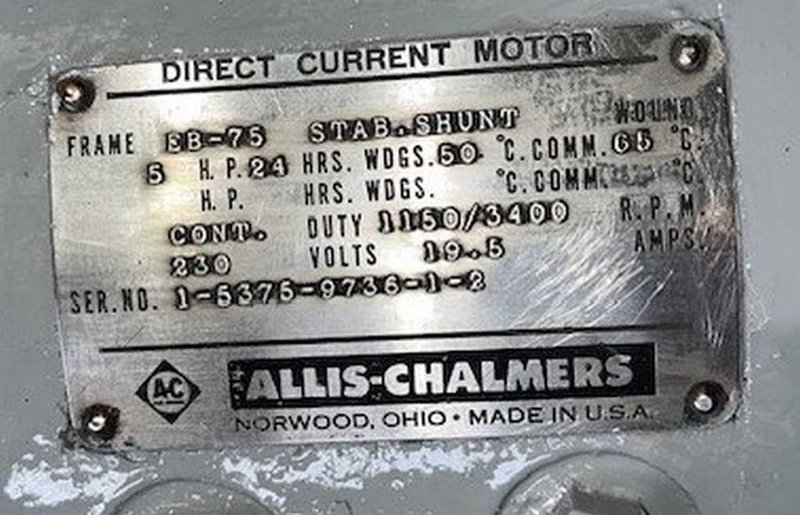 DIRECT CURRENT MOTOR
FRAME EB-75 STAB.SHUNT WOUND
5 H.P. 24 HRS. WDGS. 50 °C. COMM. 65 °C.
H.P. HRS. WDGS. °C. COMM. °C.
CONT. DUTY 1150/3400 R.P.M.
230 VOLTS 19.5 AMPS.
SER.NO. 1-5375-9736-1-2
A-C ALLIS-CHALMERS
NORWOOD, OHIO • MADE IN U.S.A.